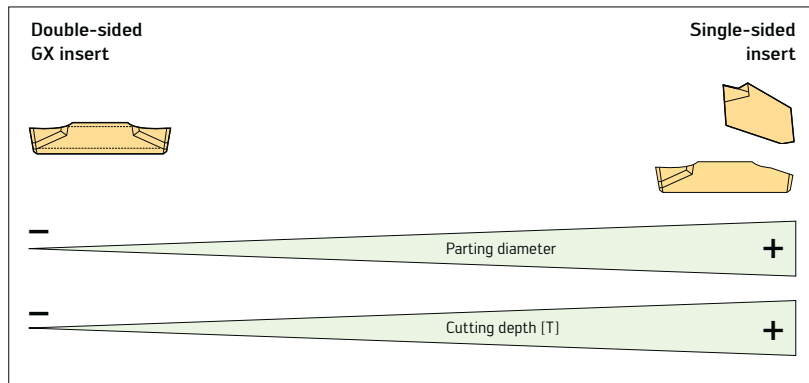 Double-sided
GX insert
Single-sided
insert
−
Parting diameter
+
−
Cutting depth [T]
+